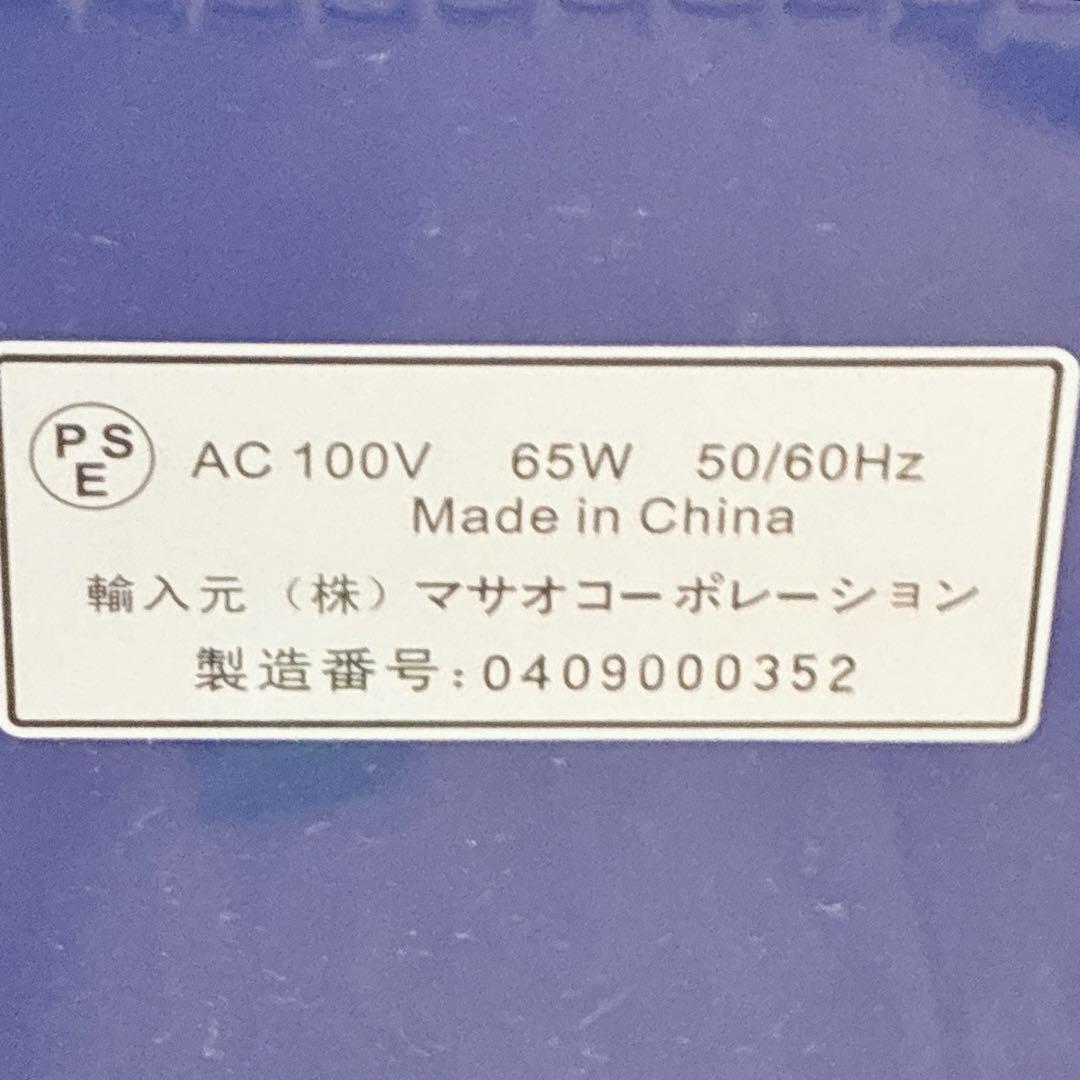 PSE AC 100V 65W 50/60Hz
Made in China
輸入元（株）マサオコーポレーション
製造番号:0409000352